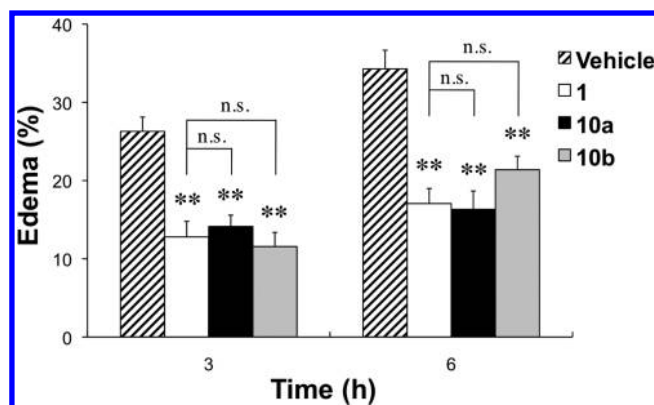 40
30
20
10
0
Edema (%)
n.s.
n.s.
**
**
**
n.s.
n.s.
**
**
**
3
6
Time (h)
Vehicle
1
10a
10b